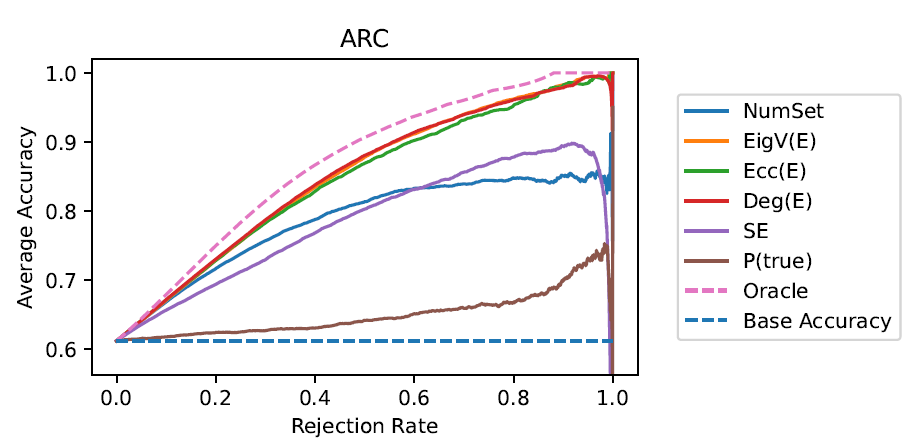 ARC
Average Accuracy
1.0
0.9
0.8
0.7
0.6
0.0 0.2 0.4 0.6 0.8 1.0
Rejection Rate
NumSet
EigV(E)
Ecc(E)
Deg(E)
SE
P(true)
Oracle
Base Accuracy